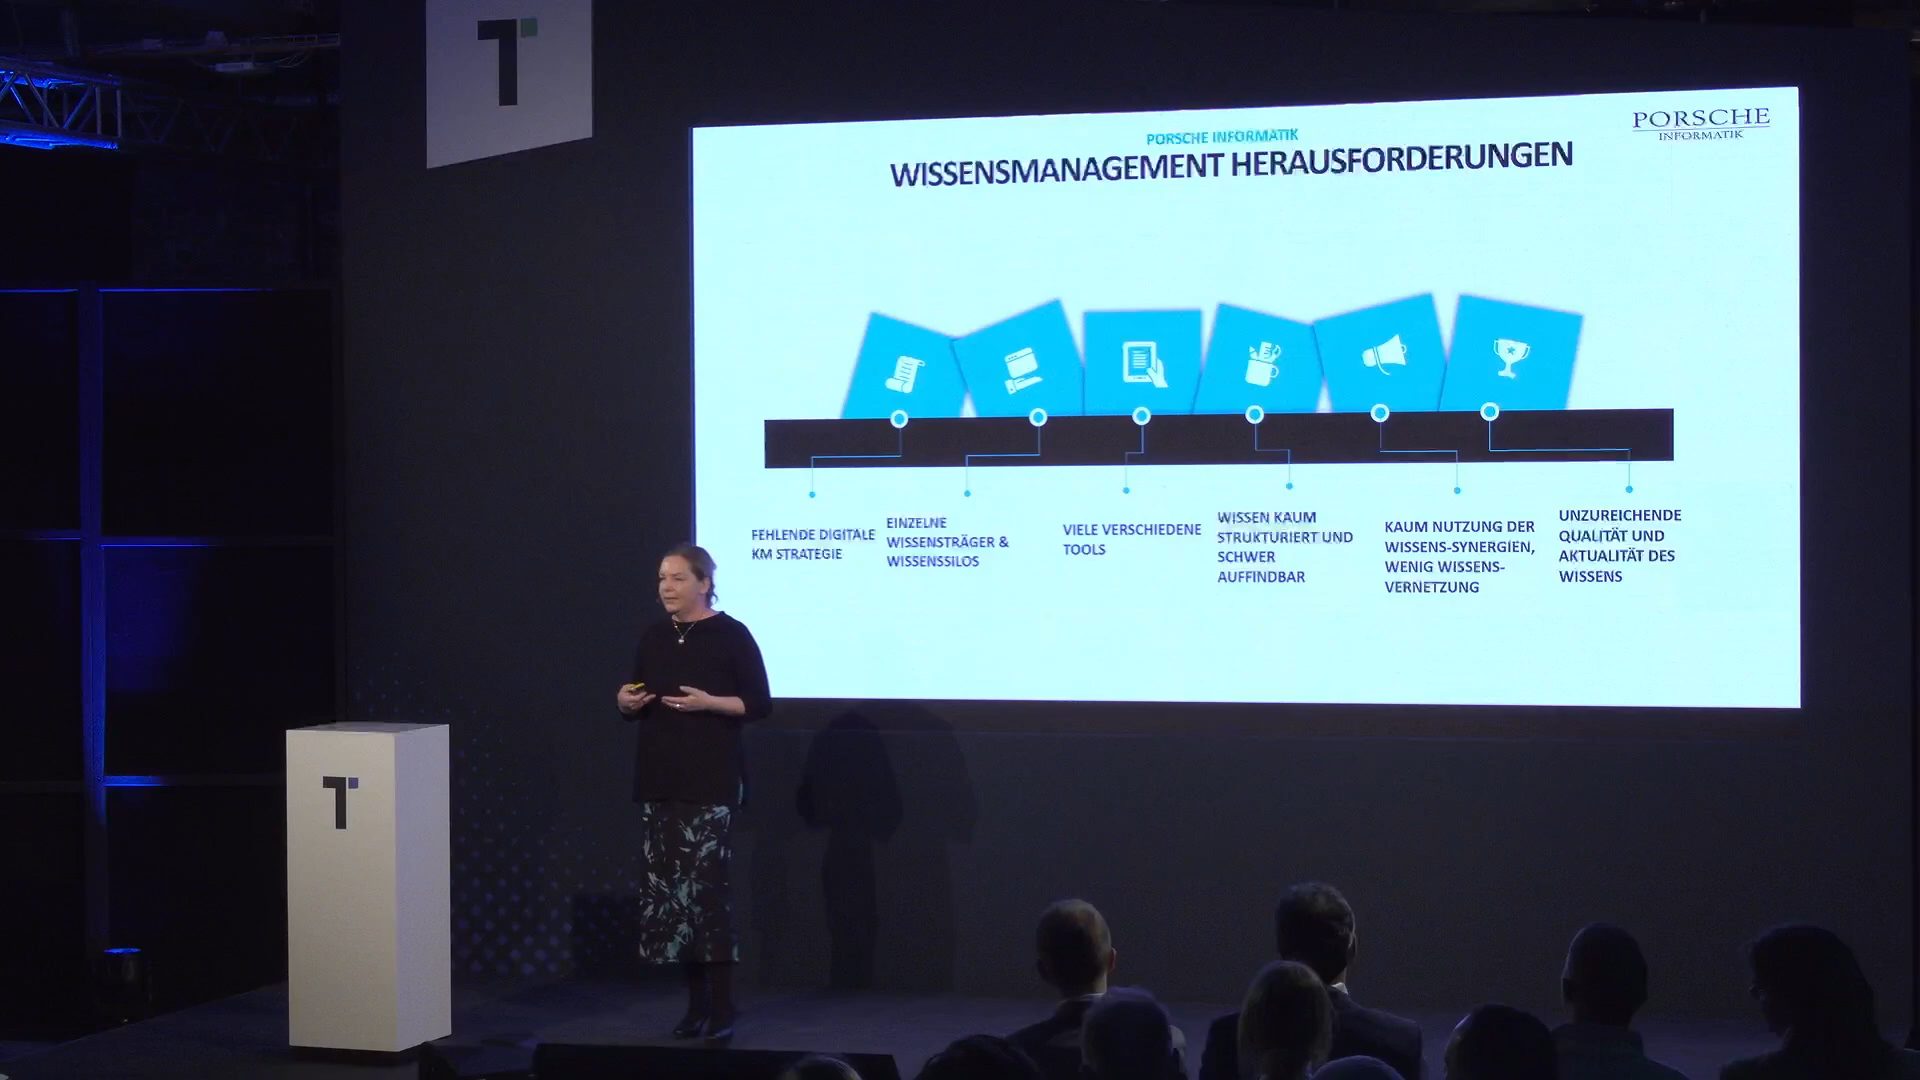 T
PORSCHE INFORMATIK
WISSENSMANAGEMENT HERAUSFORDERUNGEN
PORSCHE
INFORMATIK
FEHLENDE DIGITALE
KM STRATEGIE
EINZELNE
WISSENSTRÄGER &
WISSENSSILOS
VIELE VERSCHIEDENE
TOOLS
WISSEN KAUM
STRUKTURIERT UND
SCHWER
AUFFINDBAR
KAUM NUTZUNG DER
WISSENS-SYNERGIEN,
WENIG WISSENS-
VERNETZUNG
UNZUREICHENDE
QUALITÄT UND
AKTUALITÄT DES
WISSENS
T